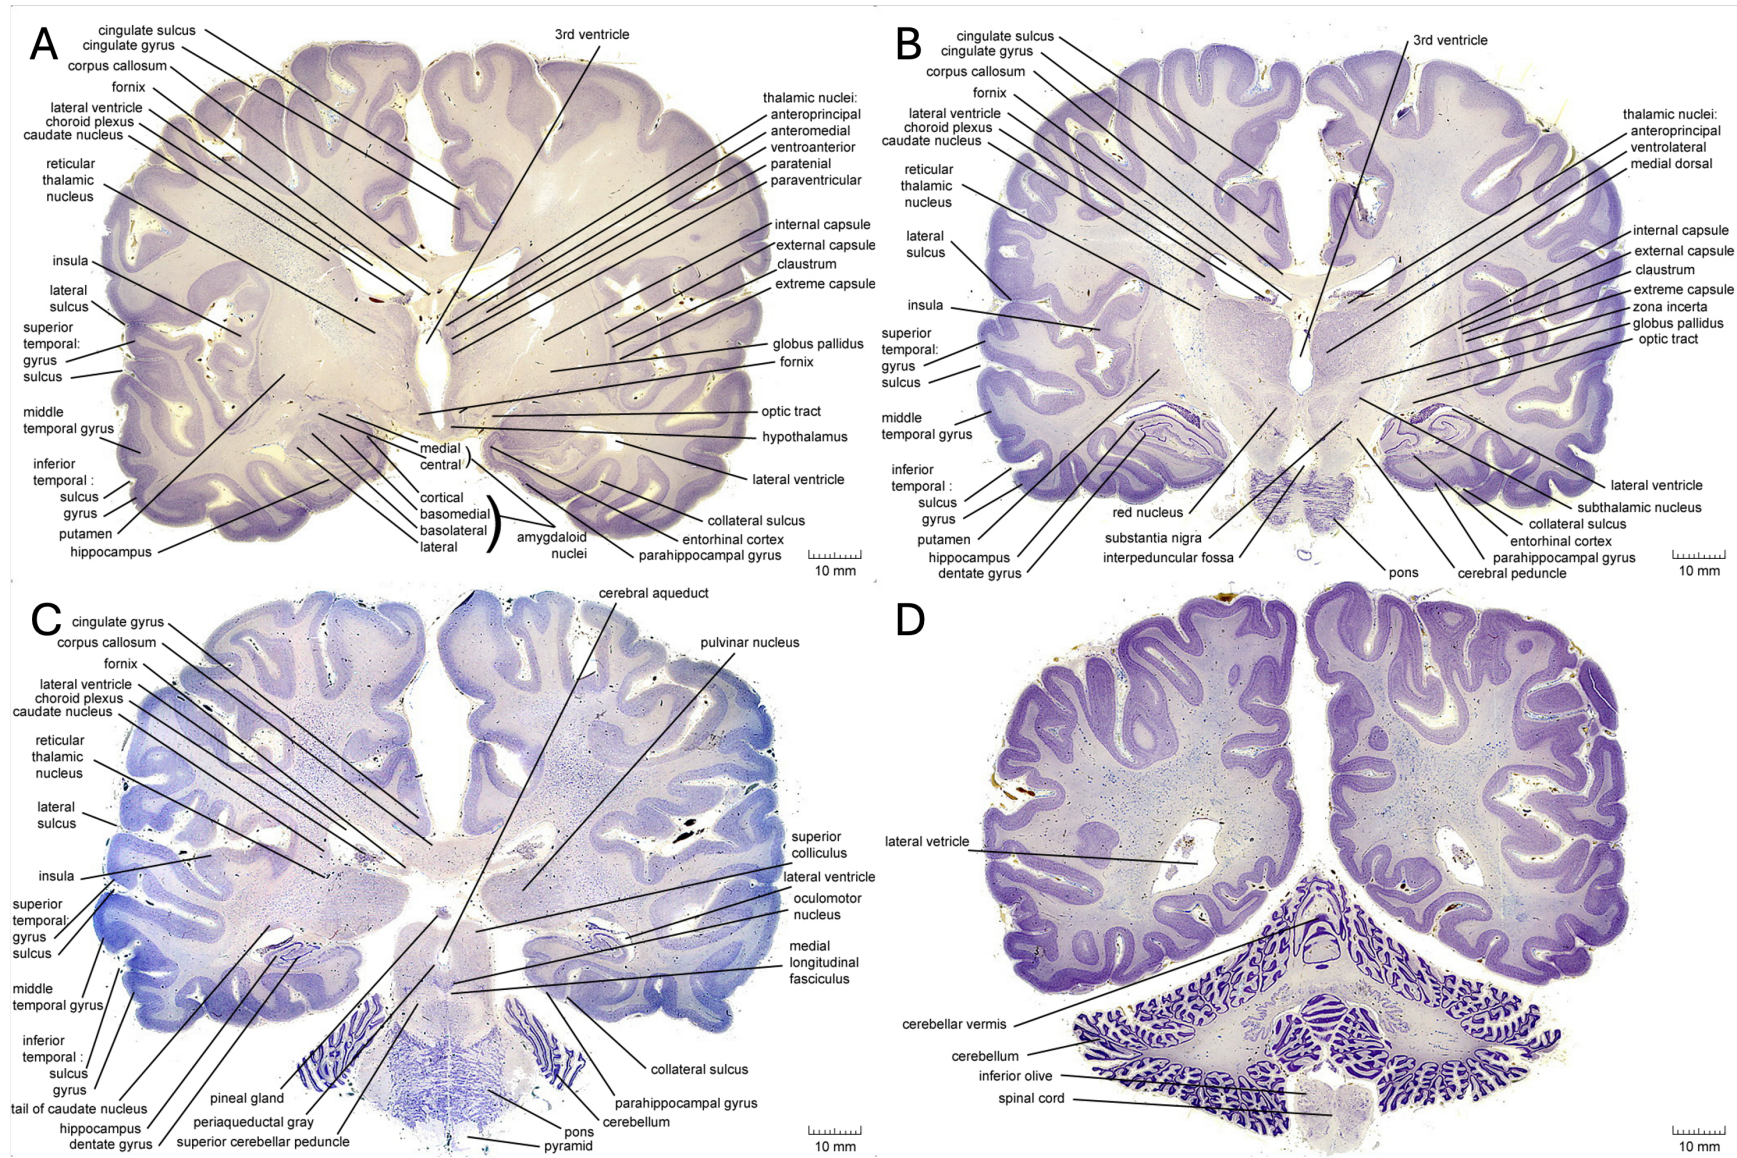 A
cingulate sulcus
cingulate gyrus
corpus callosum
fornix
lateral ventricle
choroid plexus
caudate nucleus
reticular
thalamic
nucleus
insula
lateral
sulcus
superior
temporal:
gyrus
sulcus
middle
temporal gyrus
inferior
temporal :
sulcus
gyrus
putamen
hippocampus
3rd ventricle
thalamic nuclei:
anteroprincipal
anteromedial
ventroanterior
paratenial
paraventricular
internal capsule
external capsule
claustrum
extreme capsule
globus pallidus
fornix
optic tract
hypothalamus
lateral ventricle
collateral sulcus
entorhinal cortex
parahippocampal gyrus
medial
central
cortical
basomedial
basolateral
lateral
amygdaloid
nuclei
10 mm
B
cingulate sulcus
cingulate gyrus
corpus callosum
fornix
lateral ventricle
choroid plexus
caudate nucleus
reticular
thalamic
nucleus
lateral
sulcus
insula
superior
temporal:
gyrus
sulcus
middle
temporal gyrus
inferior
temporal :
sulcus
gyrus
putamen
hippocampus
dentate gyrus
3rd ventricle
thalamic nuclei:
anteroprincipal
ventrolateral
medial dorsal
internal capsule
external capsule
claustrum
extreme capsule
zona incerta
globus pallidus
optic tract
lateral ventricle
subthalamic nucleus
collateral sulcus
entorhinal cortex
parahippocampal gyrus
cerebral peduncle
pons
red nucleus
substantia nigra
interpeduncular fossa
10 mm
C
cingulate gyrus
corpus callosum
fornix
lateral ventricle
choroid plexus
caudate nucleus
reticular
thalamic
nucleus
lateral
sulcus
insula
superior
temporal:
gyrus
sulcus
middle
temporal gyrus
inferior
temporal :
sulcus
gyrus
tail of caudate nucleus
hippocampus
dentate gyrus
cerebral aqueduct
pulvinar nucleus
superior
colliculus
lateral ventricle
oculomotor
nucleus
medial
longitudinal
fasciculus
collateral sulcus
parahippocampal gyrus
cerebellum
pons
pyramid
pineal gland
periaqueductal gray
superior cerebellar peduncle
10 mm
D
lateral vetricle
cerebellar vermis
cerebellum
inferior olive
spinal cord
10 mm